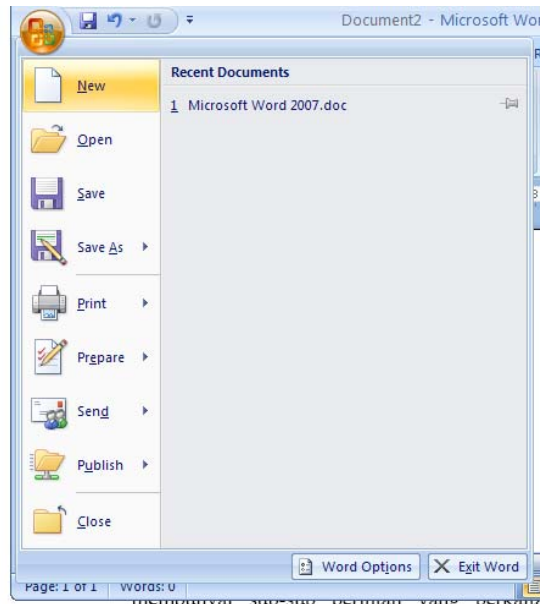 Document2 - Microsoft Wor
New
Recent Documents
1 Microsoft Word 2007.doc
Open
Save
Save As
Print
Prepare
Send
Publish
Close
Word Options
Exit Word
Page: 1 of 1 Words: 0